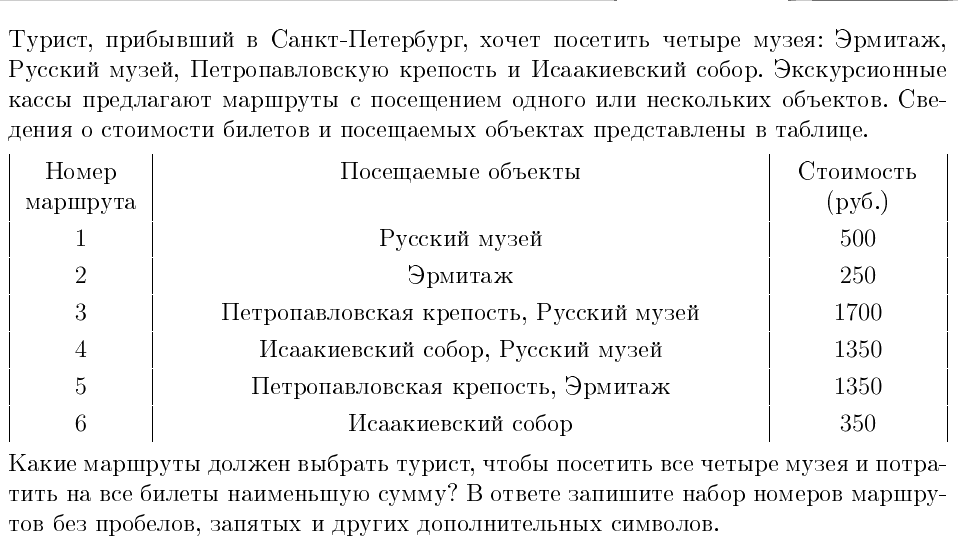 Турист, прибывший в Санкт-Петербург, хочет посетить четыре музея: Эрмитаж,
Русский музей, Петропавловскую крепость и Исаакиевский собор. Экскурсионные
кассы предлагают маршруты с посещением одного или нескольких объектов. Све-
дения о стоимости билетов и посещаемых объектах представлены в таблице.
Номер маршрута Посещаемые объекты Стоимость (руб.)
1 Русский музей 500
2 Эрмитаж 250
3 Петропавловская крепость, Русский музей 1700
4 Исаакиевский собор, Русский музей 1350
5 Петропавловская крепость, Эрмитаж 1350
6 Исаакиевский собор 350
Какие маршруты должен выбрать турист, чтобы посетить все четыре музея и потра-
тить на все билеты наименьшую сумму? В ответе запишите набор номеров маршру-
тов без пробелов, запятых и других дополнительных символов.